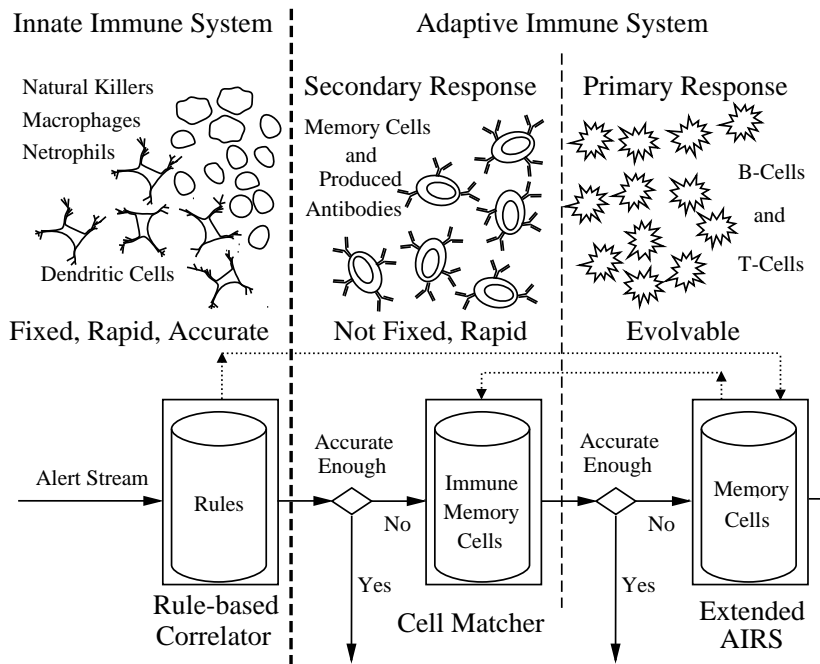 Innate Immune System
Adaptive Immune System
Natural Killers
Macrophages
Netrophils
Dendritic Cells
Fixed, Rapid, Accurate
Secondary Response
Memory Cells
and
Produced
Antibodies
Not Fixed, Rapid
Primary Response
B-Cells
and
T-Cells
Evolvable
Alert Stream
Rules
Rule-based
Correlator
Accurate
Enough
No
Yes
Immune
Memory
Cells
Cell Matcher
Accurate
Enough
No
Yes
Memory
Cells
Extended
AIRS